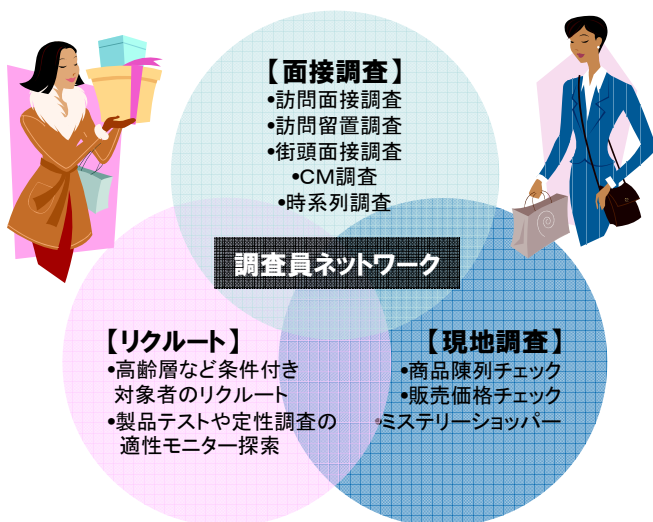 【面接調査】
•訪問面接調査
•訪問留置調査
•街頭面接調査
•CM調査
•時系列調査
調査員ネットワーク
【リクルート】
•高齢層など条件付き
対象者のリクルート
•製品テストや定性調査の
適性モニター探索
【現地調査】
•商品陳列チェック
•販売価格チェック
•ミステリーショッパー